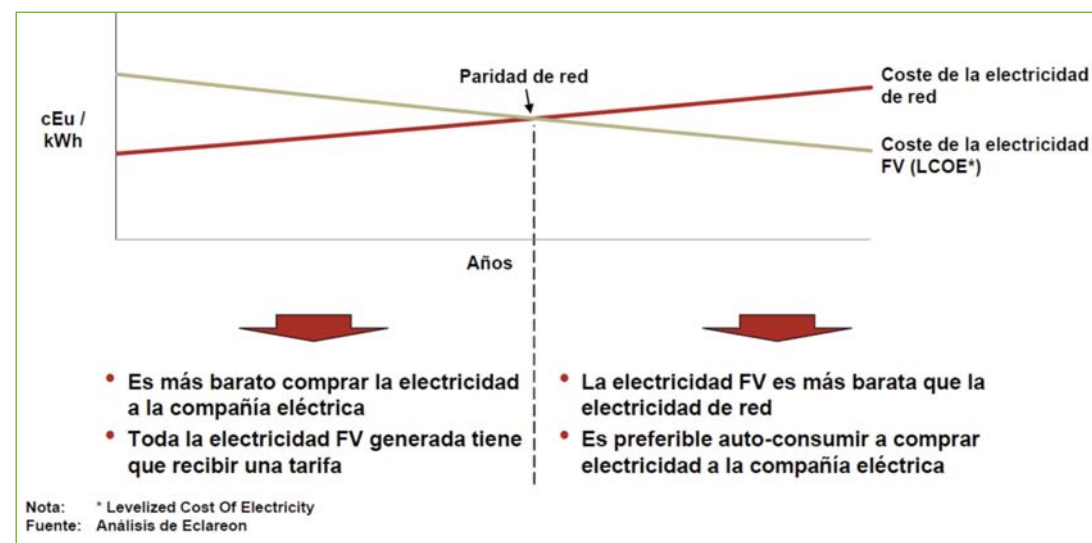 Paridad de red
Coste de la electricidad
de red
cEu /
kWh
Coste de la electricidad
FV (LCOE*)
Años
• Es más barato comprar la electricidad
a la compañía eléctrica
• Toda la electricidad FV generada tiene
que recibir una tarifa
• La electricidad FV es más barata que la
electricidad de red
• Es preferible auto-consumir a comprar
electricidad a la compañía eléctrica
Nota: * Levelized Cost Of Electricity
Fuente: Análisis de Eclareon